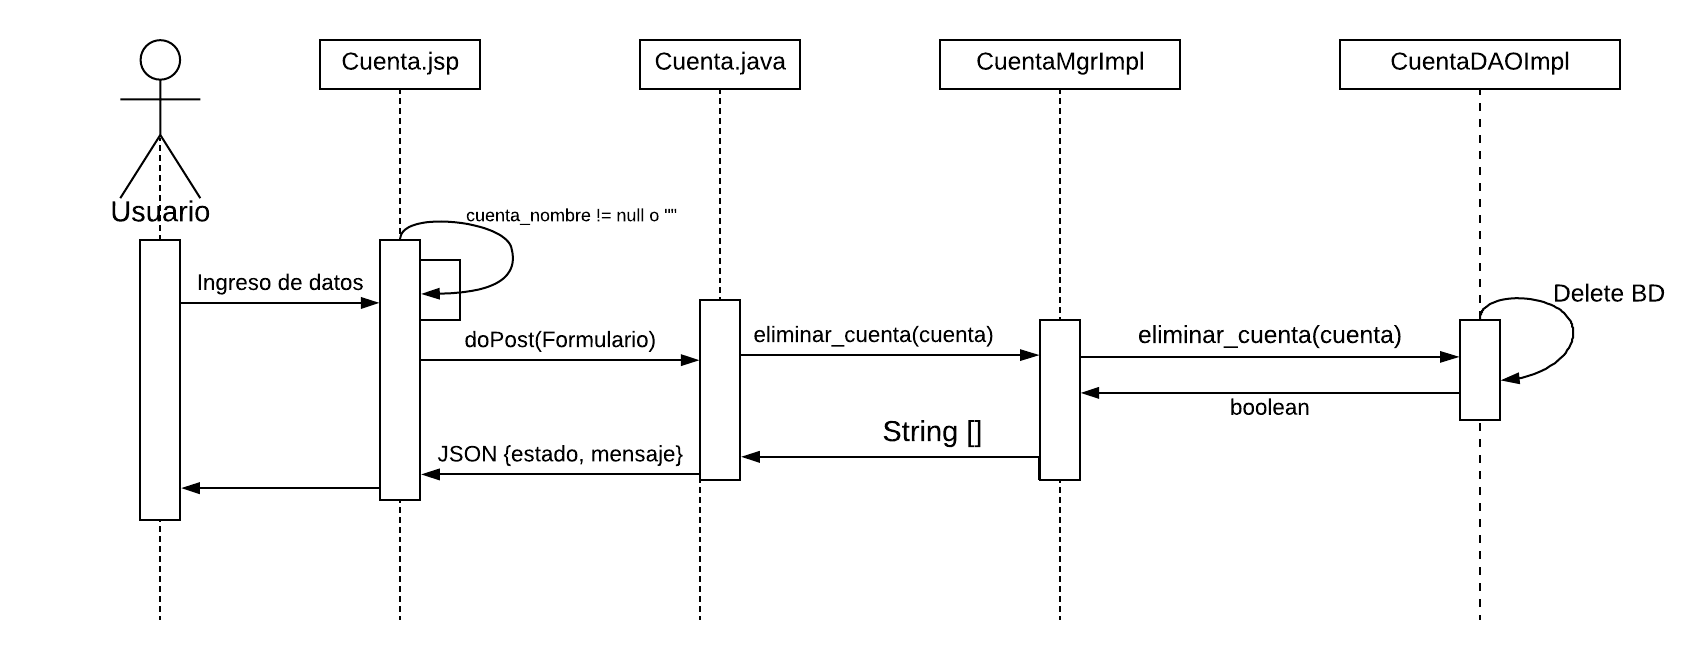 Cuenta.jsp
Cuenta.java
CuentaMgrImpl
CuentaDAOImpl
Usuario
cuenta_nombre != null o ""
Ingreso de datos
Delete BD
doPost(Formulario)
eliminar_cuenta(cuenta)
eliminar_cuenta(cuenta)
boolean
String []
JSON {estado, mensaje}